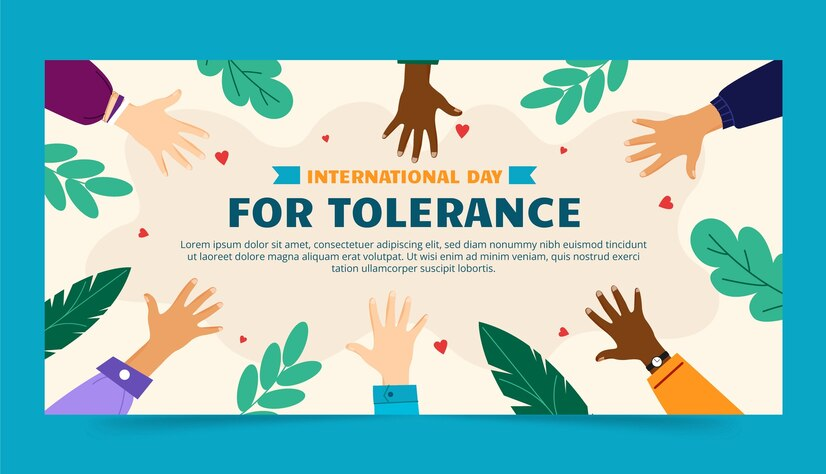 INTERNATIONAL DAY
FOR TOLERANCE
Lorem ipsum dolor sit amet, consectetuer adipiscing elit, sed diam nonummy nibh euismod tincidunt
ut laoreet dolore magna aliquam erat volutpat. Ut wisi enim ad minim veniam, quis nostrud exerci
tation ullamcorper suscipit lobortis.